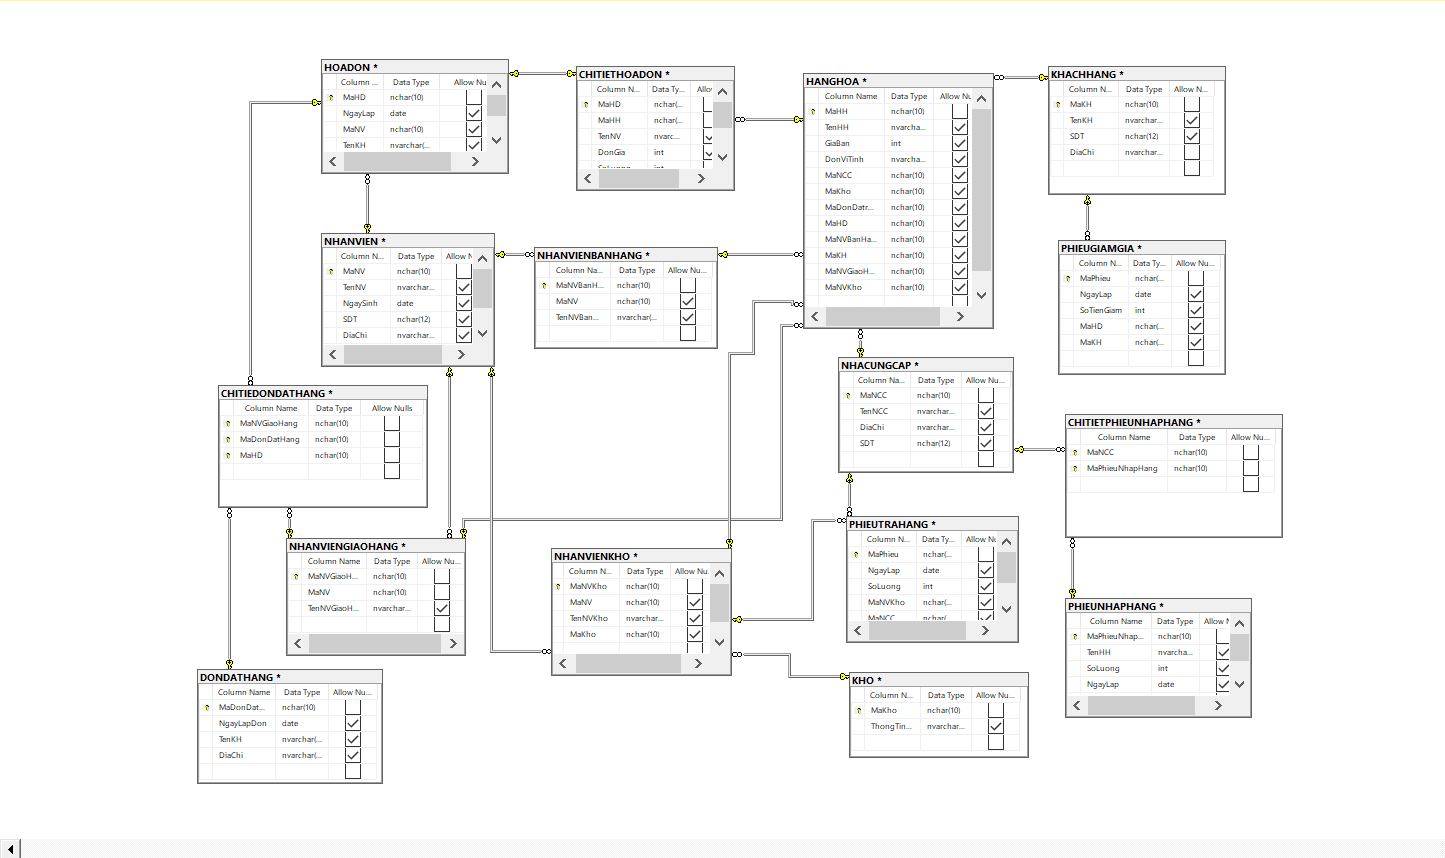 HOADON *
Column ... Data Type Allow Nu
MaHD nchar(10)
NgayLap date
MaNV nchar(10)
TenKH nvarchar(...
CHITIETHOADON *
Column N... Data Ty... Allov
MaHD nchar(...
MaHH nchar(...
TenNV nvarc...
DonGia int
SoLuong int
HANGHOA *
Column Name Data Type Allow Nu
MaHH nchar(10)
TenHH nvarcha...
GiaBan int
DonViTinh nvarcha...
MaNCC nchar(10)
MaKho nchar(10)
MaDonDatr... nchar(10)
MaHD nchar(10)
MaNVBanHa... nchar(10)
MaKH nchar(10)
MaNVGiaoH... nchar(10)
MaNVKho nchar(10)
KHACHHANG *
Column N... Data Type Allow N...
MaKH nchar(10)
TenKH nvarchar...
SDT nchar(12)
DiaChi nvarchar...
NHANVIEN *
Column N... Data Type Allow N
MaNV nchar(10)
TenNV nvarchar...
NgaySinh date
SDT nchar(12)
DiaChi nvarchar...
NHANVIENBANHANG *
Column Na... Data Type Allow Nu...
MaNVBanH... nchar(10)
MaNV nchar(10)
TenNVBan... nvarchar...
PHIEUGIAMGIA *
Column N... Data Ty... Allow Nu...
MaPhieu nchar(...
NgayLap date
SoTienGiam int
MaHD nchar(...
MaKH nchar(...
NHACUNGCAP *
Column Na... Data Type Allow Nu...
MaNCC nchar(10)
TenNCC nvarchar...
DiaChi nvarchar...
SDT nchar(12)
CHITIEDONDATHANG *
Column Name Data Type Allow Nulls
MaNVGiaoHang nchar(10)
MaDonDatHang nchar(10)
MaHD nchar(10)
CHITIETPHIEUNHAPHANG *
Column Name Data Type Allow Nu...
MaNCC nchar(10)
MaPhieuNhapHang nchar(10)
NHANVIENGIAOHANG *
Column Name Data Type Allow Nu...
MaNVGiaoH... nchar(10)
MaNV nchar(10)
TenNVGiaoH... nvarchar...
NHANVIENKHO *
Column N... Data Type Allow Nu.
MaNVKho nchar(10)
MaNV nchar(10)
TenNVKho nvarchar...
MaKho nchar(10)
PHIEUTRAHANG *
Column N... Data Ty... Allow Nu
MaPhieu nchar(...
NgayLap date
SoLuong int
MaNVKho nchar(...
MaNCC nchar(...
PHIEUNHAPHANG *
Column Name Data Type Allow N
MaPhieuNhap... nchar(10)
TenHH nvarcha...
SoLuong int
NgayLap date
DONDATHANG *
Column Name Data Type Allow Nu...
MaDonDat... nchar(10)
NgayLapDon date
TenKH nvarchar(...
DiaChi nvarchar(...
KHO *
Column N... Data Type Allow Nu...
MaKho nchar(10)
ThongTin... nvarchar...